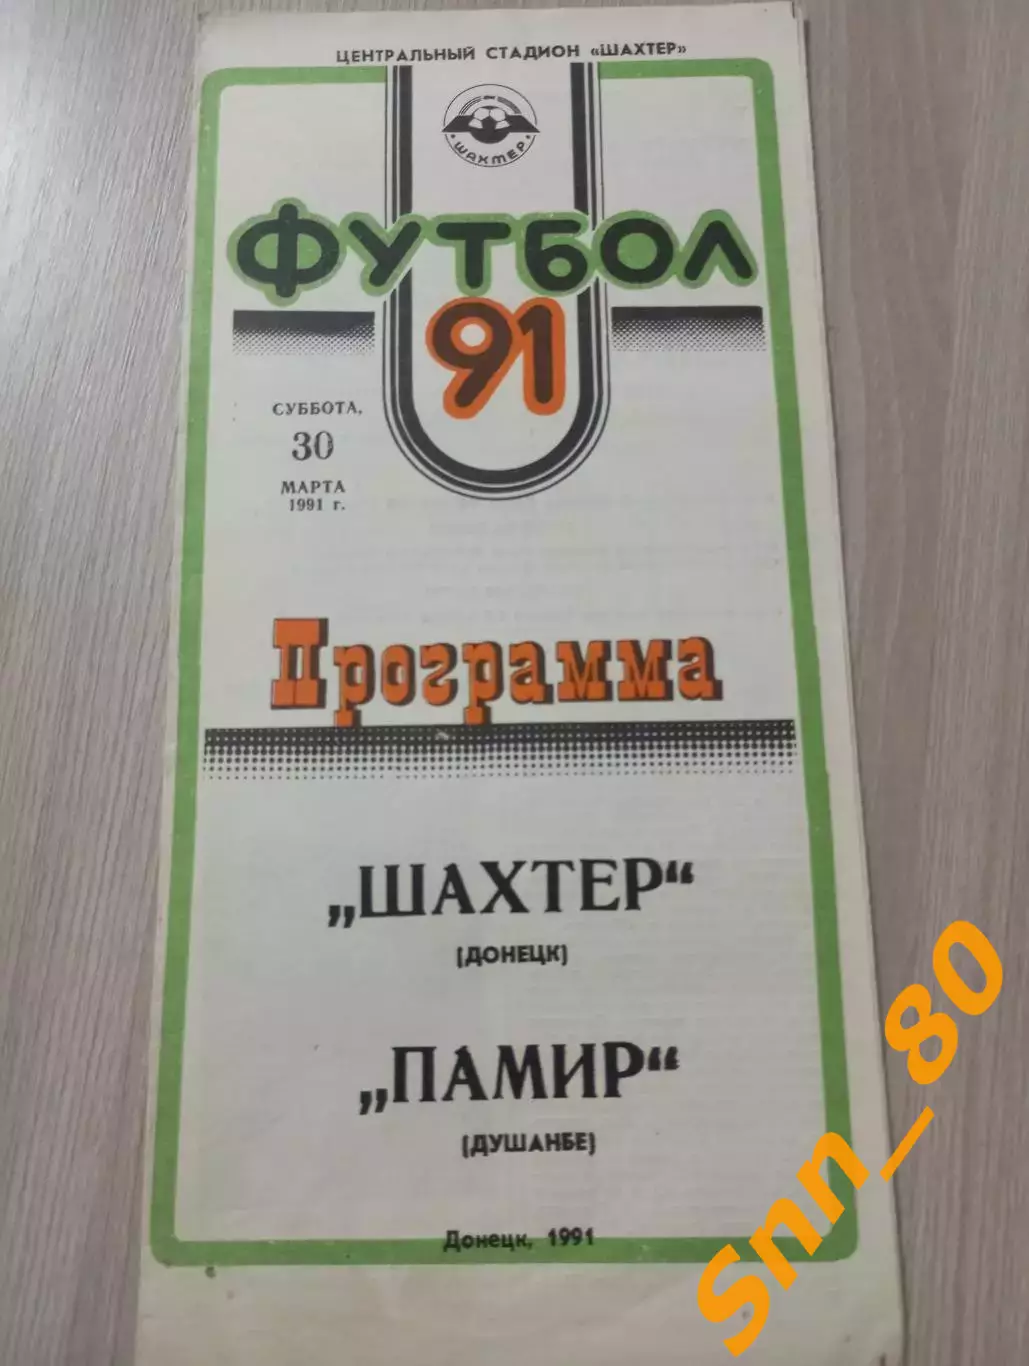 ЦЕНТРАЛЬНЫЙ СТАДИОН «ШАХТЕР»
ШАХТЕР
ФУТБОЛ
91
СУББОТА,
30
МАРТА
1991 г.
Программа
„ШАХТЕР“
(ДОНЕЦК)
„ПАМИР“
(ДУШАНБЕ)
Донецк, 1991
Snn_80